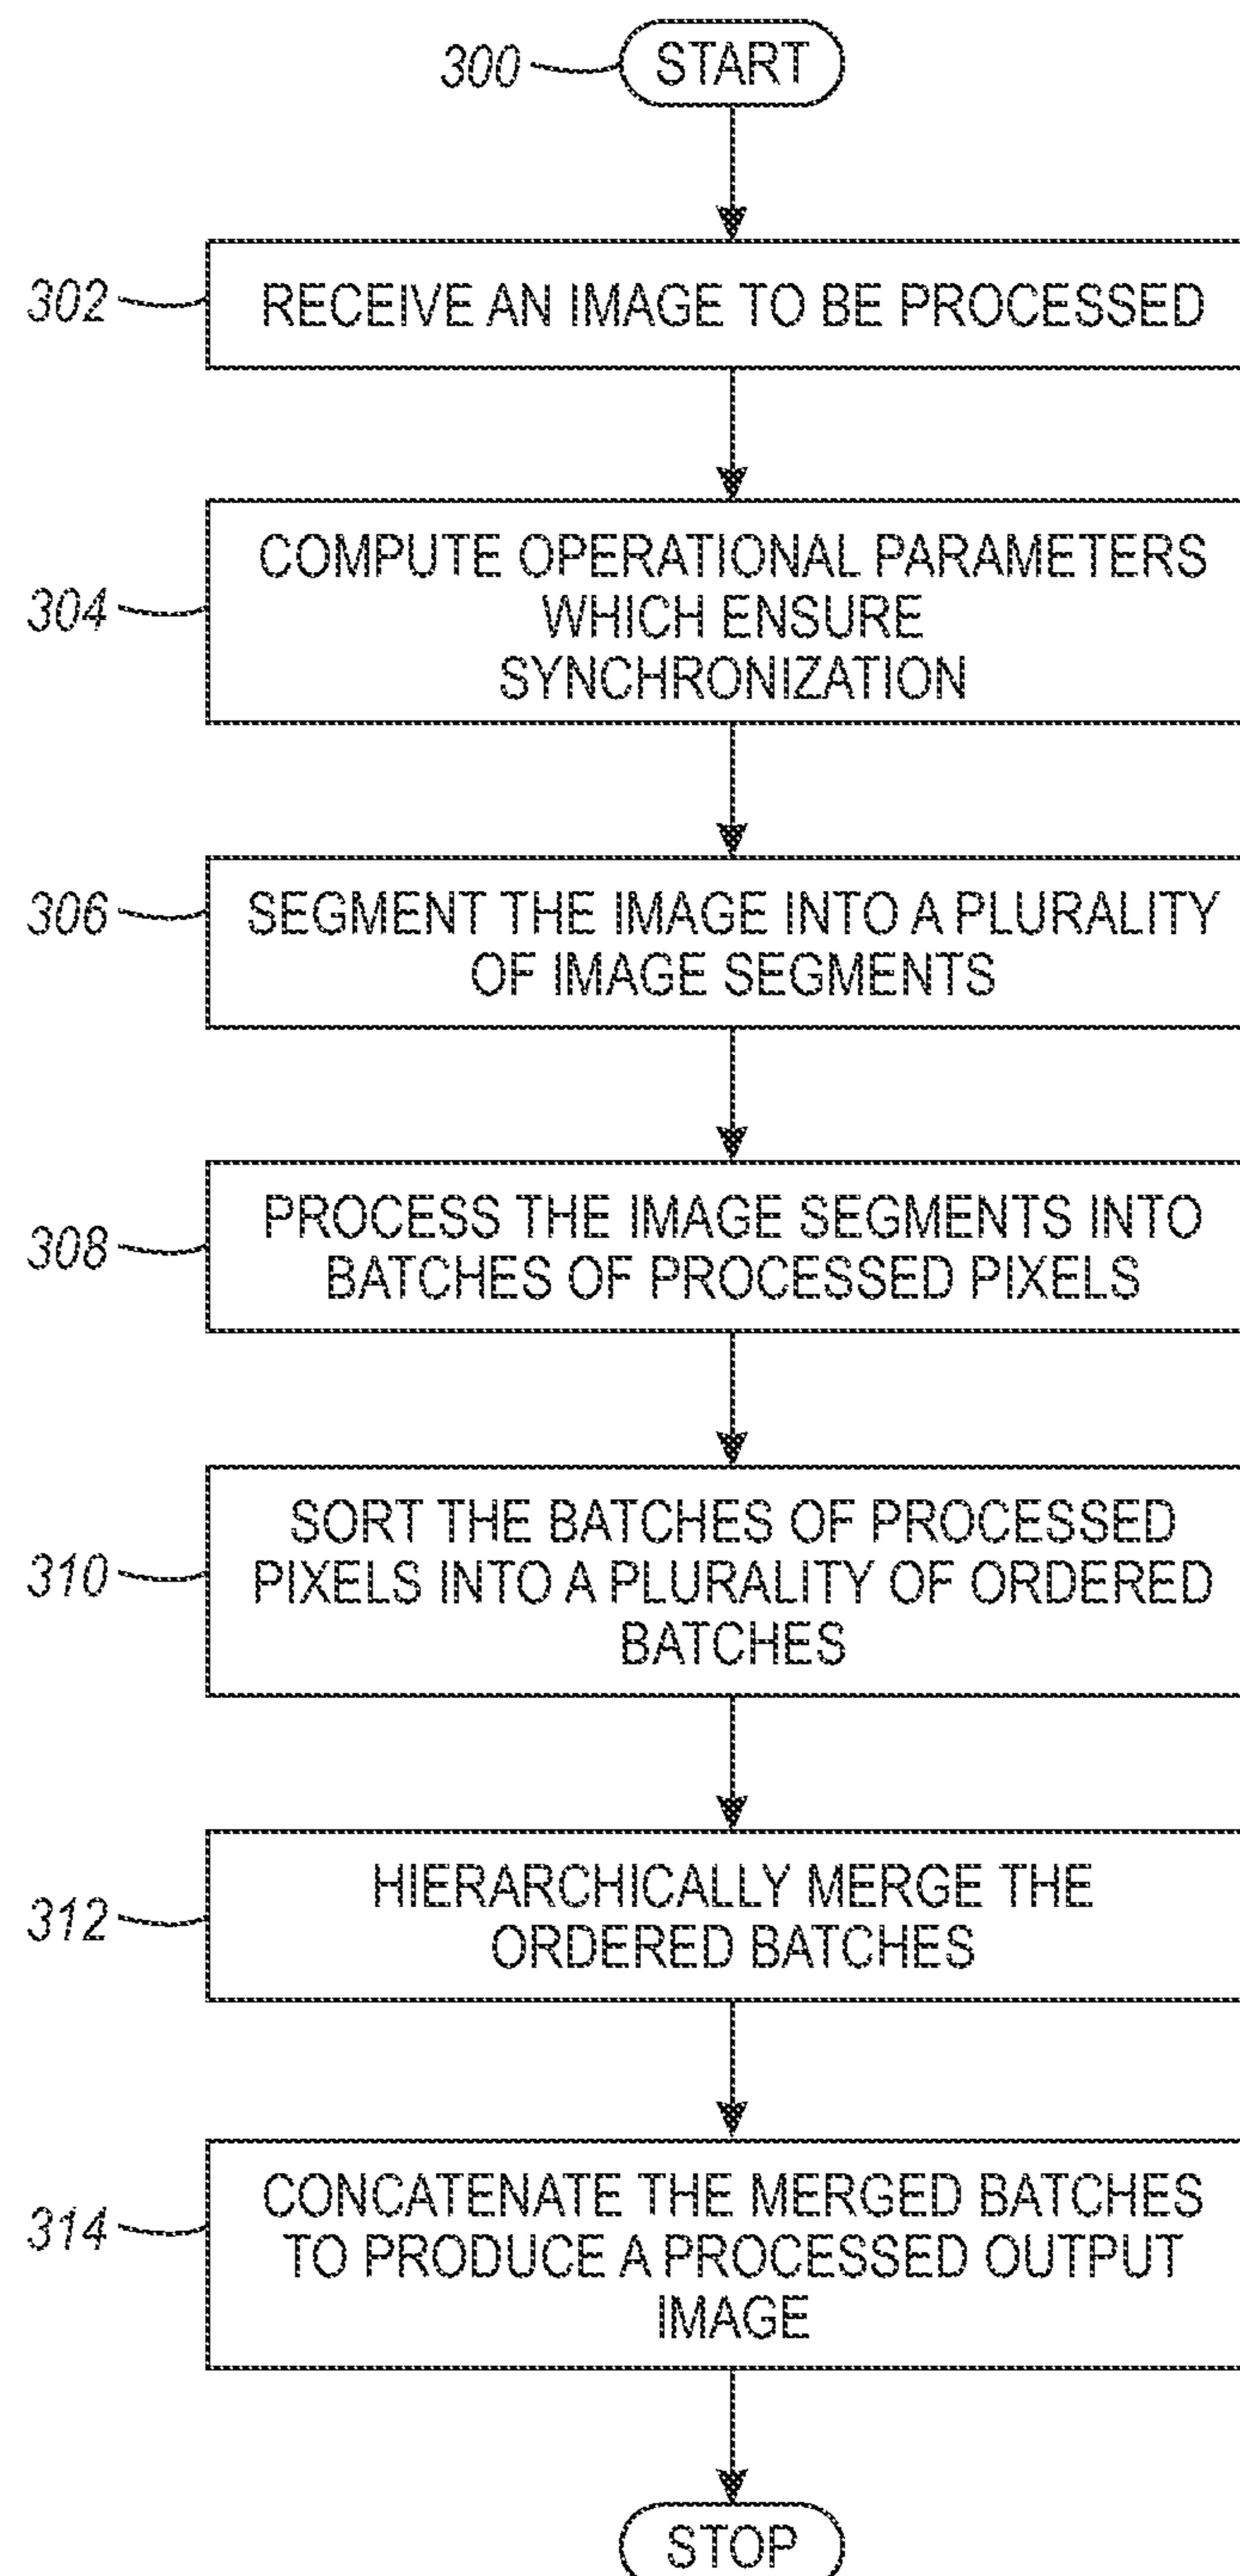 300 START
302 RECEIVE AN IMAGE TO BE PROCESSED
COMPUTE OPERATIONAL PARAMETERS
304 WHICH ENSURE
SYNCHRONIZATION
306 SEGMENT THE IMAGE INTO A PLURALITY
OF IMAGE SEGMENTS
308 PROCESS THE IMAGE SEGMENTS INTO
BATCHES OF PROCESSED PIXELS
SORT THE BATCHES OF PROCESSED
310 PIXELS INTO A PLURALITY OF ORDERED
BATCHES
312 HIERARCHICALLY MERGE THE
ORDERED BATCHES
CONCATENATE THE MERGED BATCHES
314 TO PRODUCE A PROCESSED OUTPUT
IMAGE
STOP